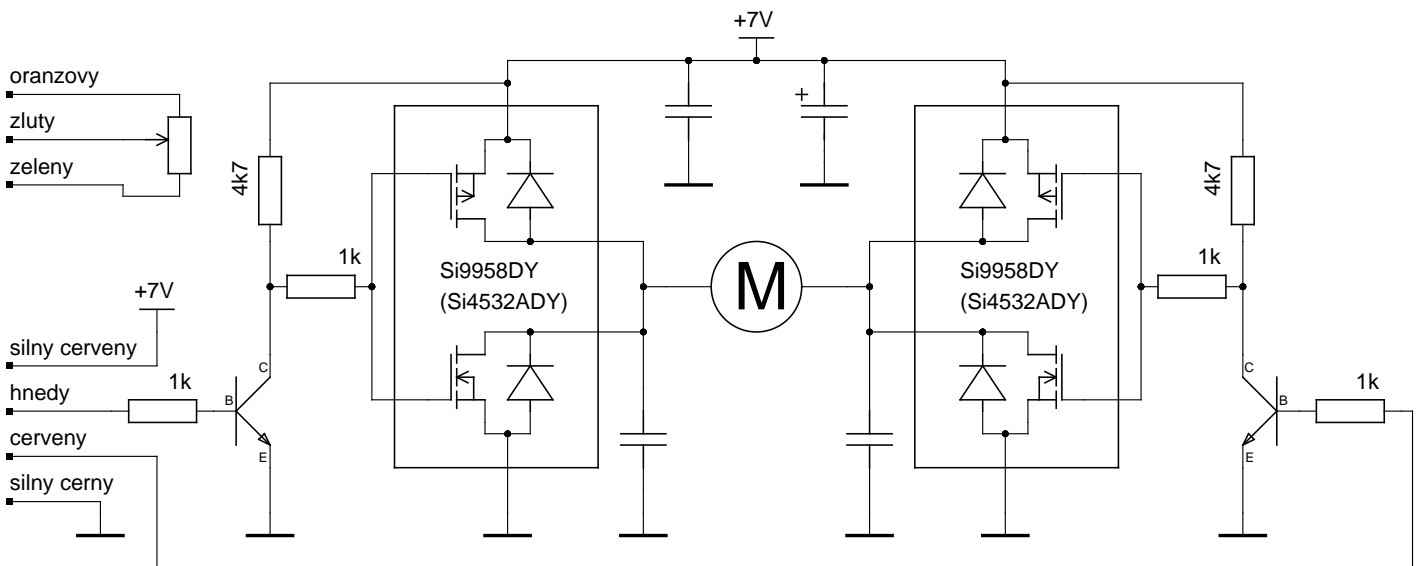 +7V
oranzovy
zluty
zeleny
4k7
4k7
1k
Si9958DY
(Si4532ADY)
M
Si9958DY
(Si4532ADY)
1k
+7V
silny cerveny
hnedy
cerveny
silny cerny
1k
B
C
E
+
C
B
E
1k